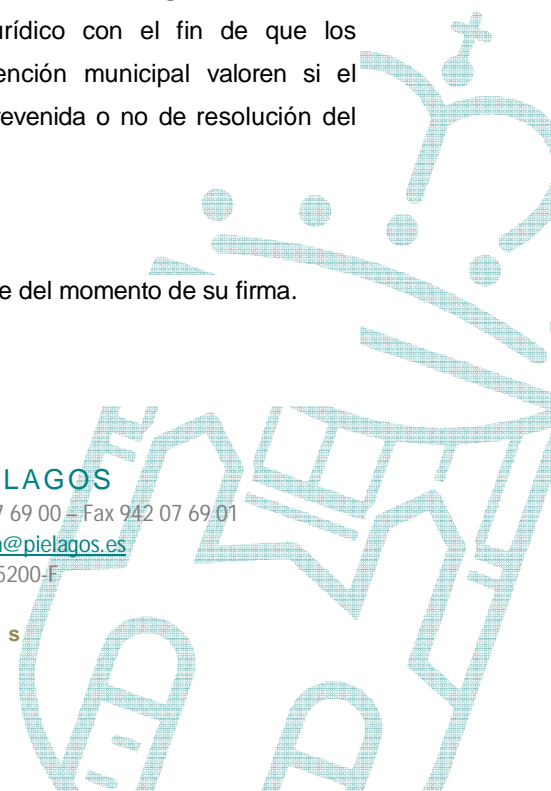 urídico con el fin de que los
ención municipal valoren si el
revenida o no de resolución del
e del momento de su firma.
LAGOS
7 69 00 – Fax 942 07 69 01
@pielagos.es
5200-F
s